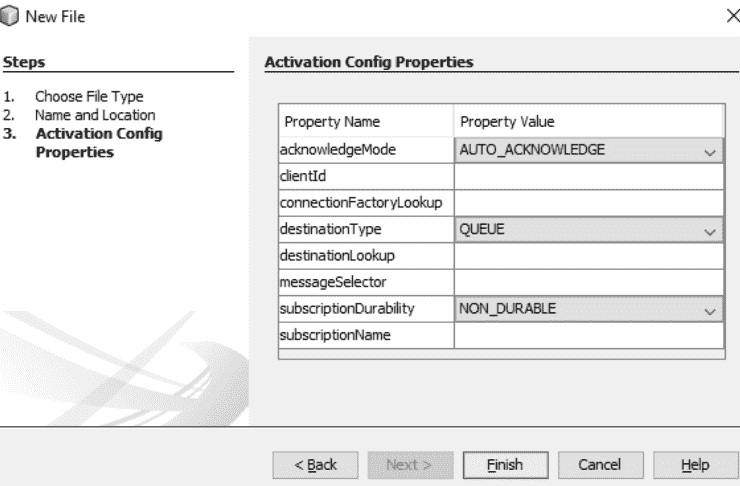 New File
Steps
1. Choose File Type
2. Name and Location
3. Activation Config
Properties
Activation Config Properties
Property Name Property Value
acknowledgeMode AUTO_ACKNOWLEDGE
clientId
connectionFactoryLookup
destinationType QUEUE
destinationLookup
messageSelector
subscriptionDurability NON_DURABLE
subscriptionName
< Back Next > Finish Cancel Help